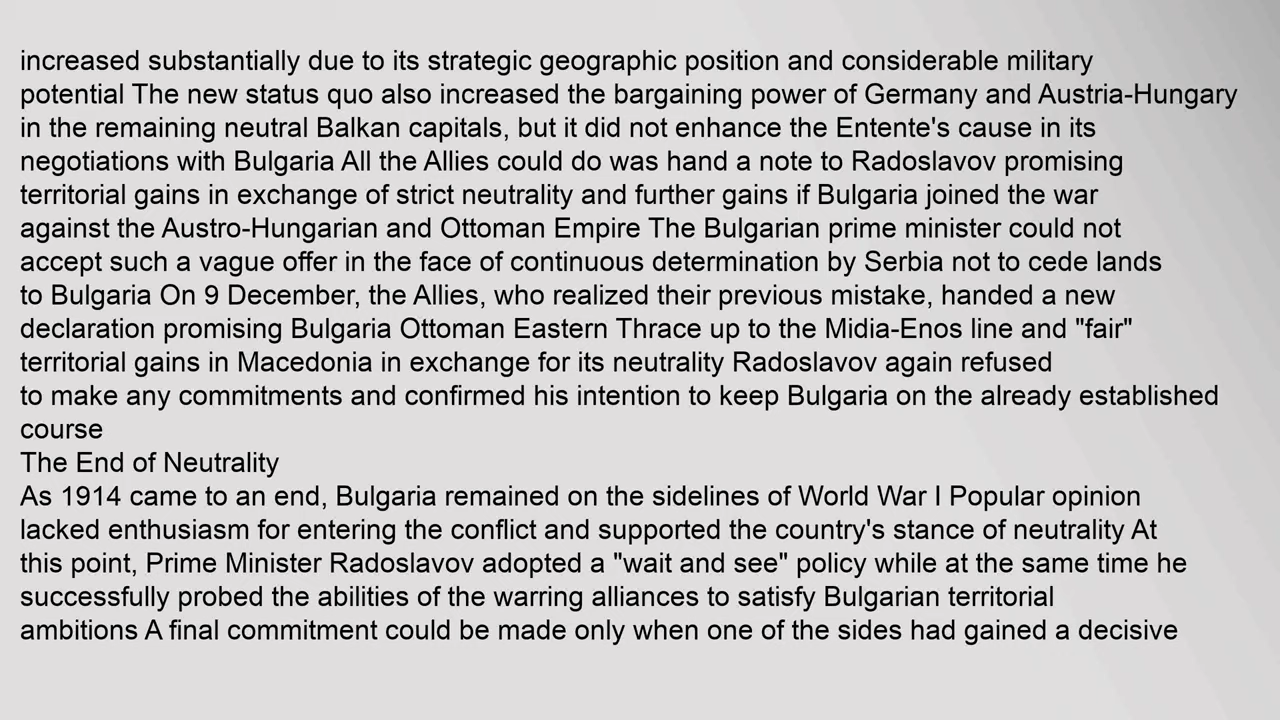 increased substantially due to its strategic geographic position and considerable military
potential The new status quo also increased the bargaining power of Germany and Austria-Hungary
in the remaining neutral Balkan capitals, but it did not enhance the Entente's cause in its
negotiations with Bulgaria All the Allies could do was hand a note to Radoslavov promising
territorial gains in exchange of strict neutrality and further gains if Bulgaria joined the war
against the Austro-Hungarian and Ottoman Empire The Bulgarian prime minister could not
accept such a vague offer in the face of continuous determination by Serbia not to cede lands
to Bulgaria On 9 December, the Allies, who realized their previous mistake, handed a new
declaration promising Bulgaria Ottoman Eastern Thrace up to the Midia-Enos line and "fair"
territorial gains in Macedonia in exchange for its neutrality Radoslavov again refused
to make any commitments and confirmed his intention to keep Bulgaria on the already established
course
The End of Neutrality
As 1914 came to an end, Bulgaria remained on the sidelines of World War I Popular opinion
lacked enthusiasm for entering the conflict and supported the country's stance of neutrality At
this point, Prime Minister Radoslavov adopted a "wait and see" policy while at the same time he
successfully probed the abilities of the warring alliances to satisfy Bulgarian territorial
ambitions A final commitment could be made only when one of the sides had gained a decisive